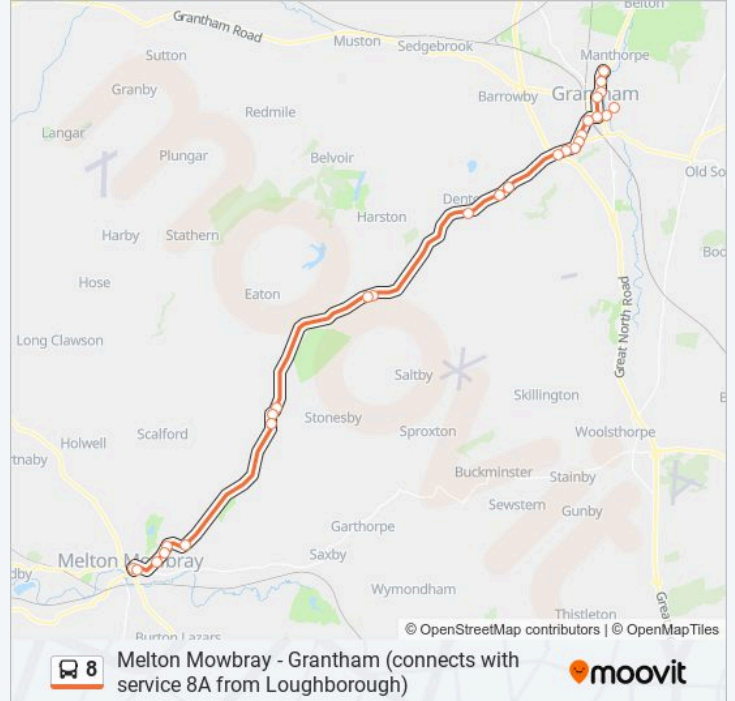 Belton
Grantham Road
Muston
Sedgebrook
Manthorpe
Sutton
Granby
Barrowby
Grantham
Redmile
Langar
Plungar
Belvoir
Old So
Dento
Harston
Harby
Stathern
Boo
Hose
Eaton
Great North Road
Long Clawson
Saltby
Skillington
Stonesby
Sproxton
Woolsthorpe
Holwell
Scalford
rtnaby
Buckminster
Stainby
Sewstern
Gunby
Garthorpe
Saxby
Melton Mowbray
dby
Wymondham
Thistleton
Grea
Burton Lazars
moovit
© OpenStreetMap contributors | © OpenMapTiles
8
Melton Mowbray - Grantham (connects with
service 8A from Loughborough)
moovit